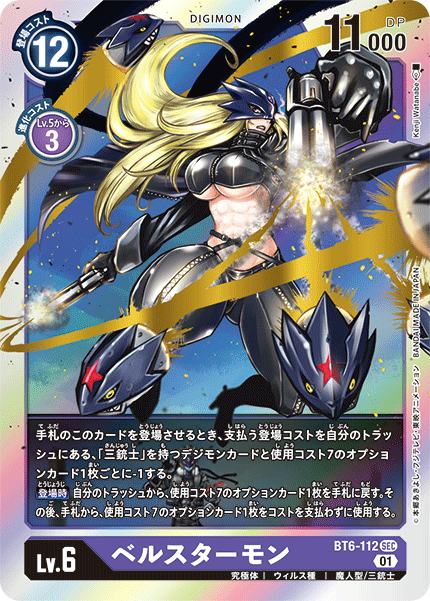 DIGIMON
登場コスト
12
DP
11000
進化コスト
Lv.5から
3
Kenji Watanabe
BANDAI|MADE IN JAPAN
©本郷あきよし・フジテレビ・東映アニメーション
手札のこのカードを登場させるとき、支払う登場コストを自分のトラッ
シュにある、「三銃士」を持つデジモンカードと使用コスト7のオプショ
ンカード1枚ごとに-1する。
登場時 自分のトラッシュから、使用コスト7のオプションカード1枚を手札に戻す。そ
の後、手札から、使用コスト7のオプションカード1枚をコストを支払わずに使用する。
Lv.6
ベルスターモン
BT6-112 SEC
01
究極体 | ウィルス種 | 魔人型/三銃士